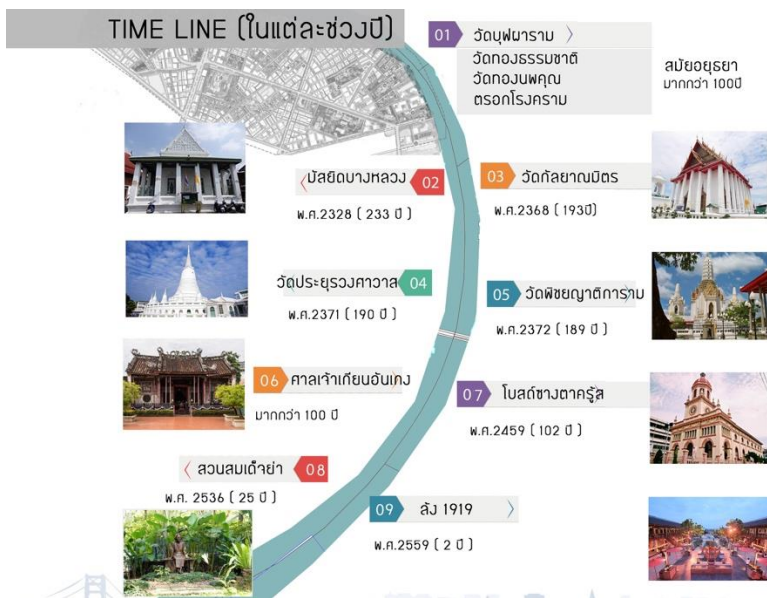 TIME LINE (ในแต่ละช่วงปี)
01 วัดบุฬผาราม
วัดทองธรรมชาติ
วัดทองนพคุณ
ตรอกโรงคราม
สมัยอยุธยา
มากกว่า 100ปี
มัสยิดบางหลวง 02
พ.ศ.2328 ( 233 ปี )
03 วัดกัลยาณมิตร
พ.ศ.2368 ( 193ปี)
วัดประยุรวงศาวาส 04
พ.ศ.2371 ( 190 ปี )
05 วัดพิชยญาติการาม
พ.ศ.2372 ( 189 ปี )
06 ศาลเจ้าเกียนอันเกง
มากกว่า 100 ปี
07 โบสถ์ซางตาครู้ส
พ.ศ.2459 ( 102 ปี )
สวนสมเด็จย่า 08
พ.ศ. 2536 ( 25 ปี )
09 ล้ง 1919
พ.ศ.2559 ( 2 ปี )